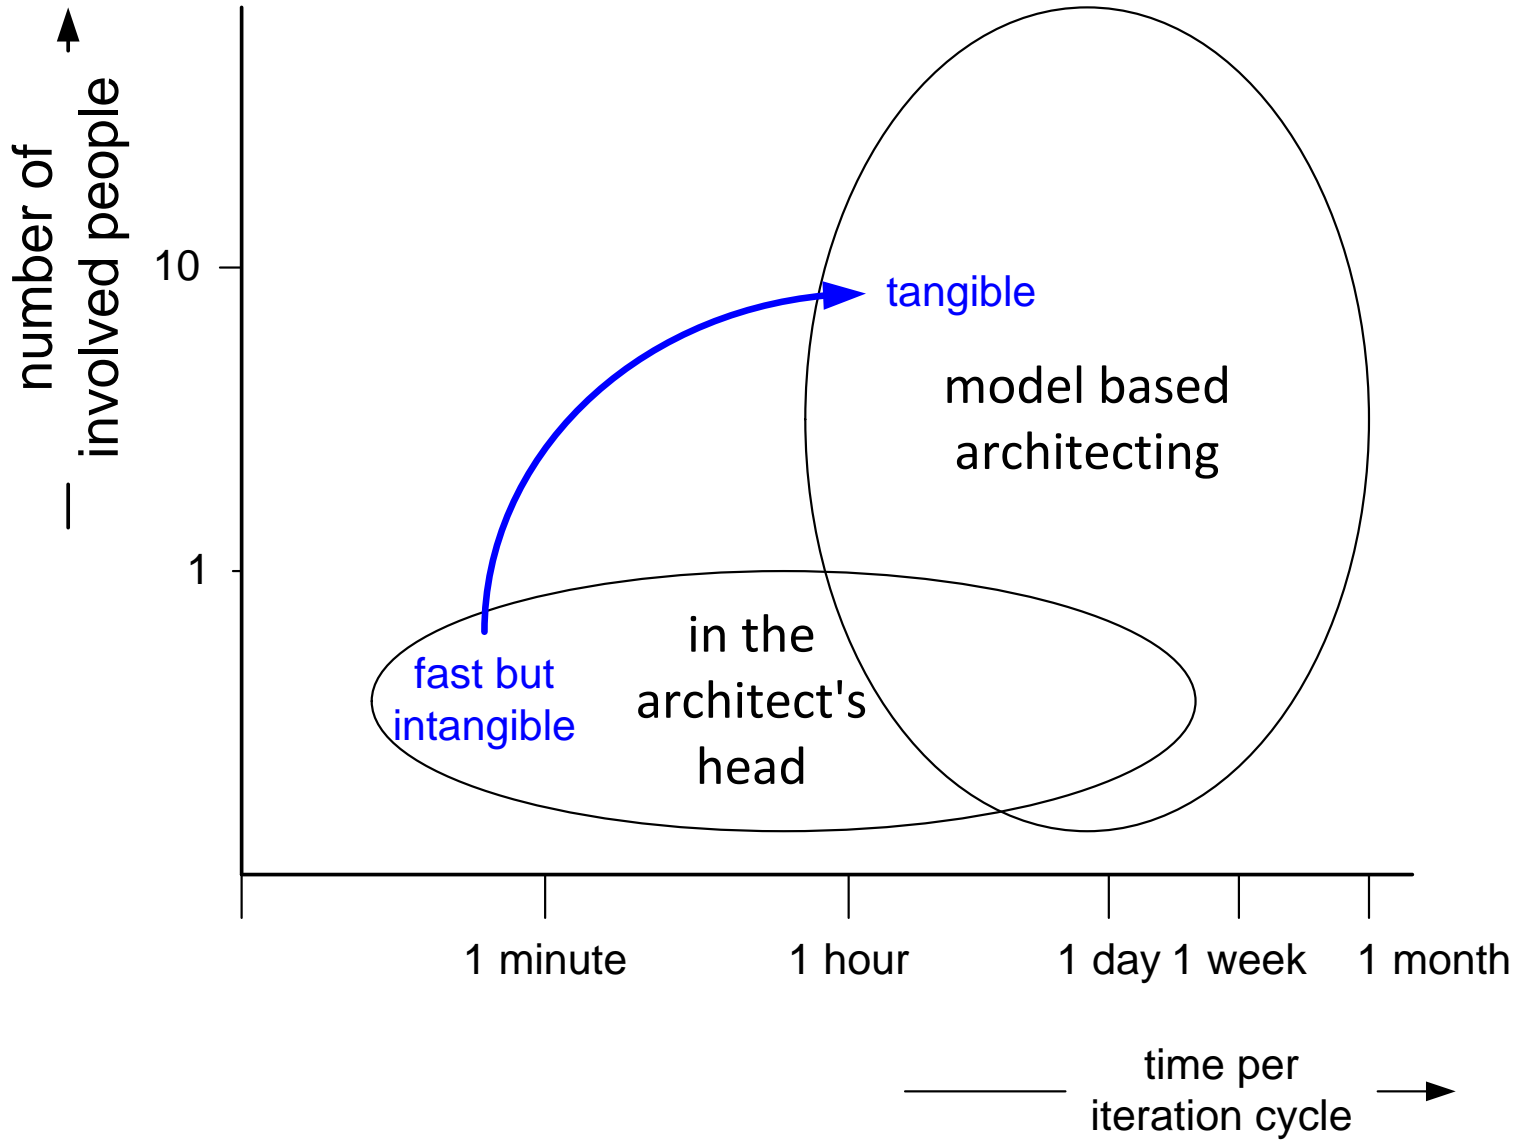 number of
involved people
10
1
tangible
model based
architecting
in the
architect's
head
fast but
intangible
1 minute
1 hour
1 day
1 week
1 month
time per
iteration cycle